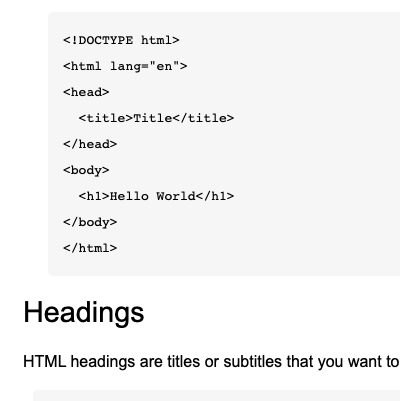 <!DOCTYPE html>
<html lang="en">
<head>
  <title>Title</title>
</head>
<body>
  <h1>Hello World</h1>
</body>
</html>
Headings
HTML headings are titles or subtitles that you want to